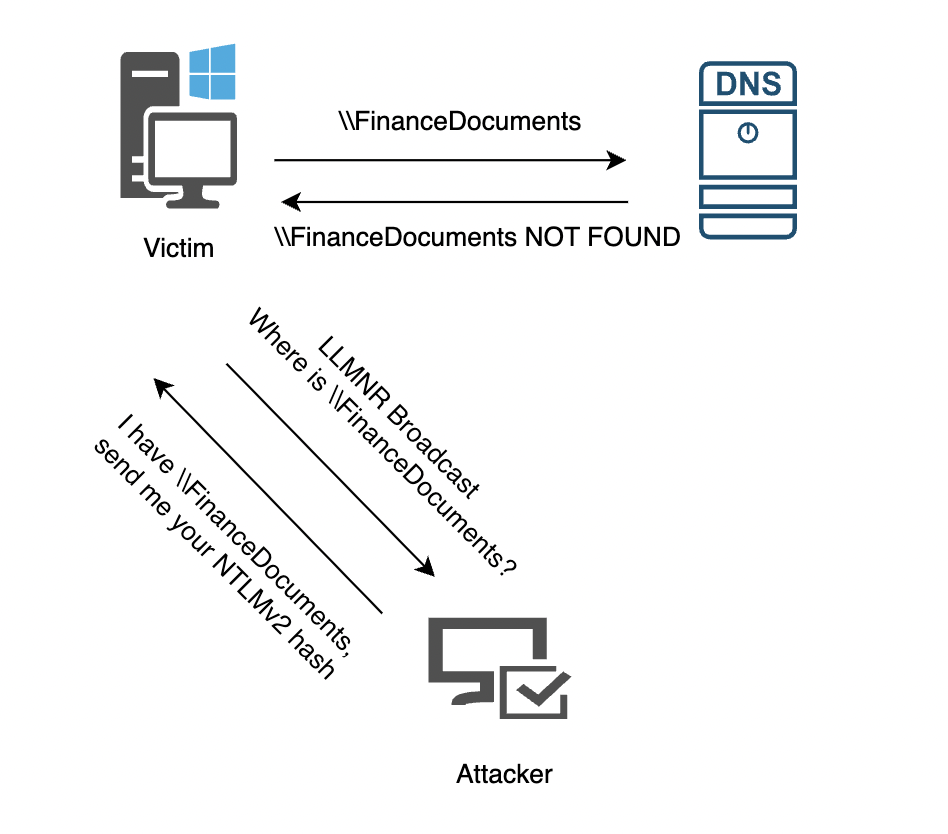 DNS
\\FinanceDocuments
\\FinanceDocuments NOT FOUND
Victim
LLMNR Broadcast
Where is \\FinanceDocuments?
I have \\FinanceDocuments,
send me your NTLMv2 hash
Attacker